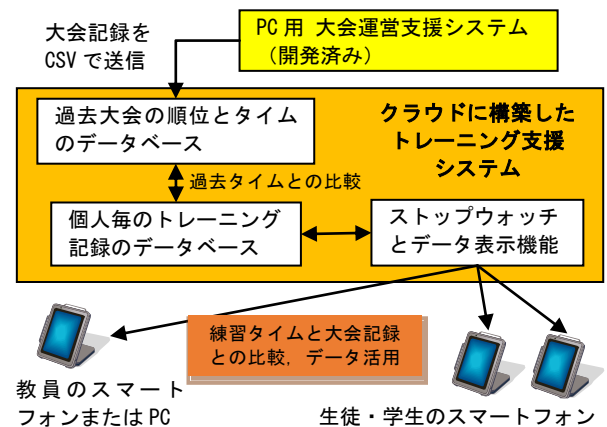 大会記録を
CSVで送信
PC用 大会運営支援システム
（開発済み）
過去大会の順位とタイム
のデータベース
クラウドに構築した
トレーニング支援
システム
過去タイムとの比較
個人毎のトレーニング
記録のデータベース
ストップウォッチ
とデータ表示機能
練習タイムと大会記録
との比較，データ活用
教員のスマート
フォンまたはPC
生徒・学生のスマートフォン